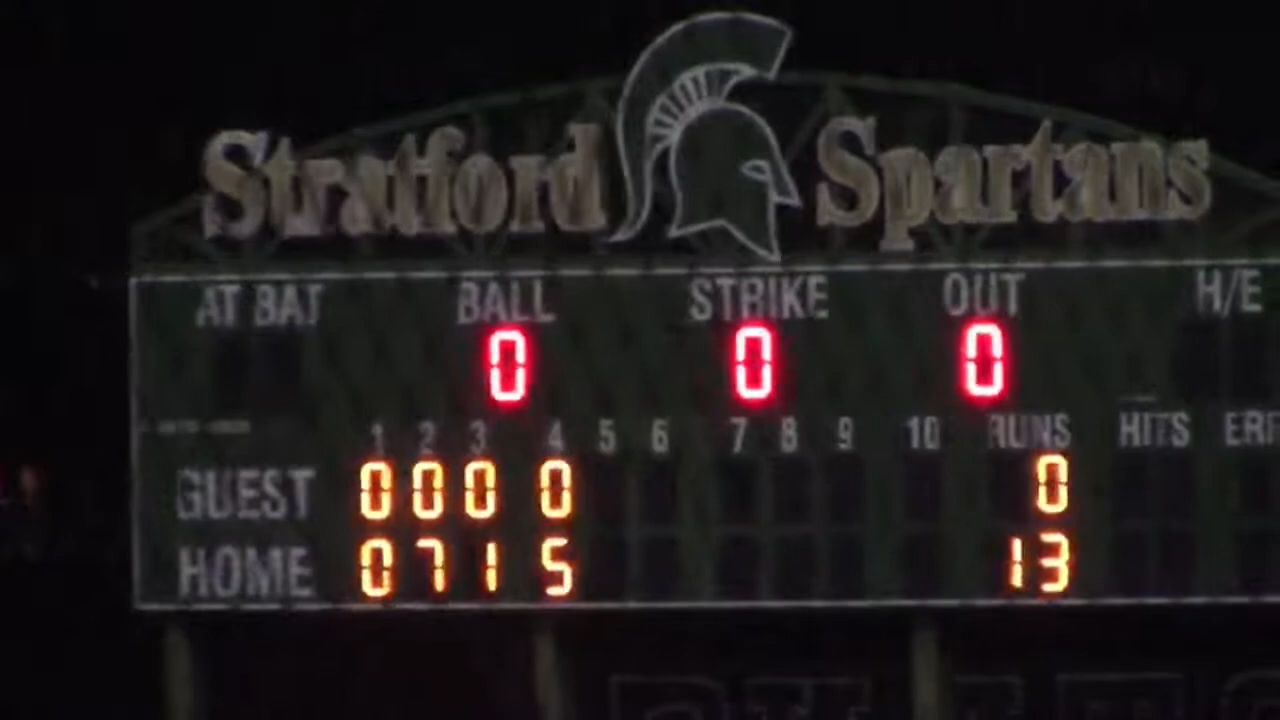 Stratford Spartans
AT BAT BALL STRIKE OUT H/E
0 0 0
1 2 3 4 5 6 7 8 9 10 RUNS HITS ERR
GUEST 0 0 0 0 0
HOME 0 7 1 5 13